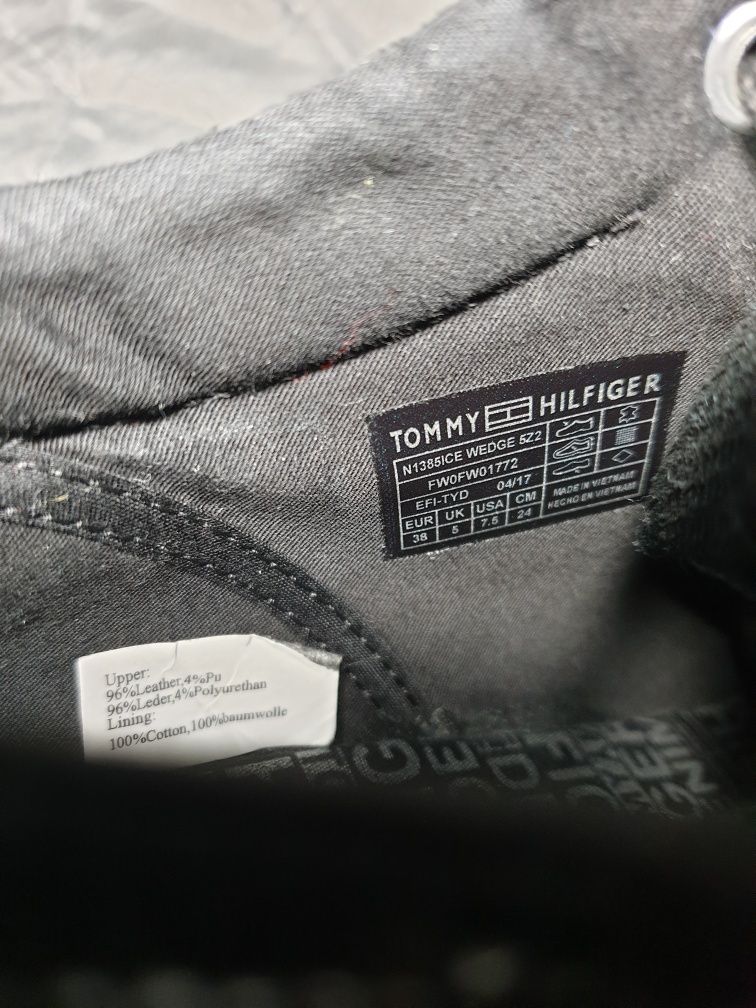 TOMMY HILFIGER
N1385ICE WEDGE 5Z2
FW0FW01772
EFI-TYD 04/17
EUR UK USA CM
38 5 7.5 24
MADE IN VIETNAM
HECHO EN VIETNAM
Upper:
96%Leather,4%Pu
96%Leder,4%Polyurethan
Lining:
100%Cotton,100%baumwolle